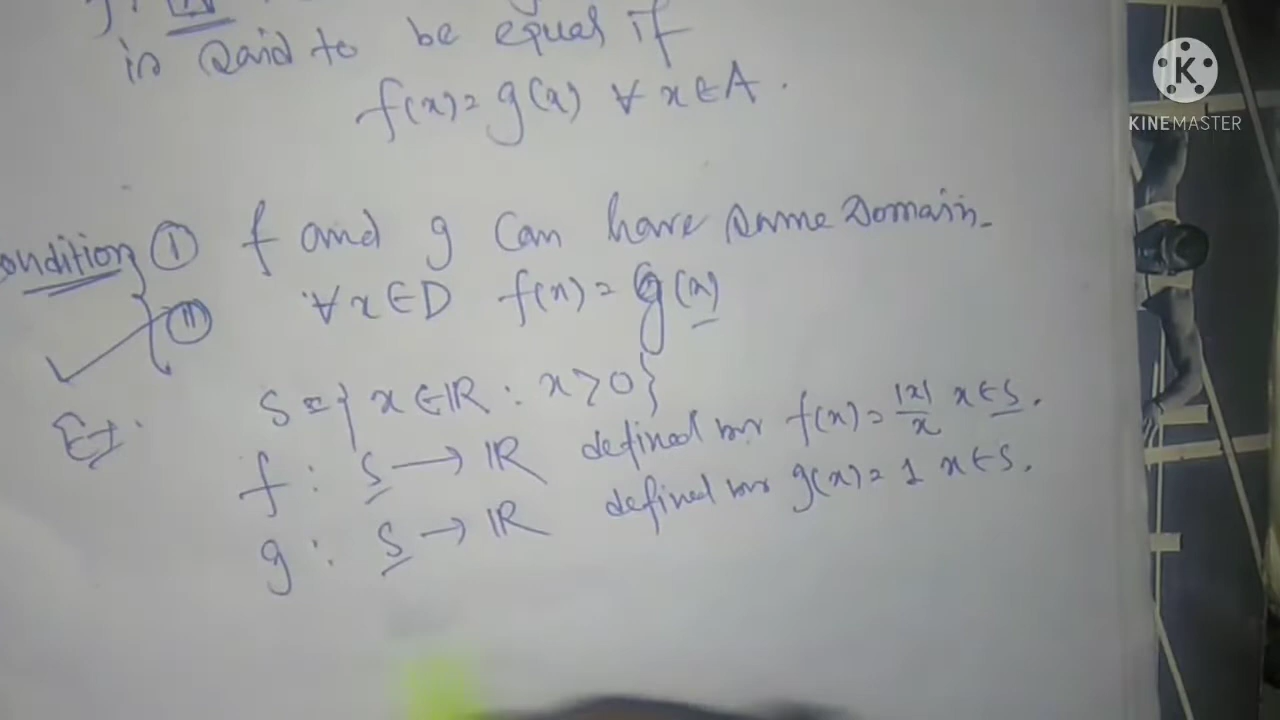 is said to be equal if
f(x) = g(x) ∀ x ∈ A.
Condition ① f and g can have same Domain.
② ∀ x ∈ D f(x) = g(x)
Ex: S = { x ∈ ℝ : x > 0 }
f : S → ℝ defined by f(x) = |x|/x x ∈ S.
g : S → ℝ defined by g(x) = 1 x ∈ S.
KINEMASTER